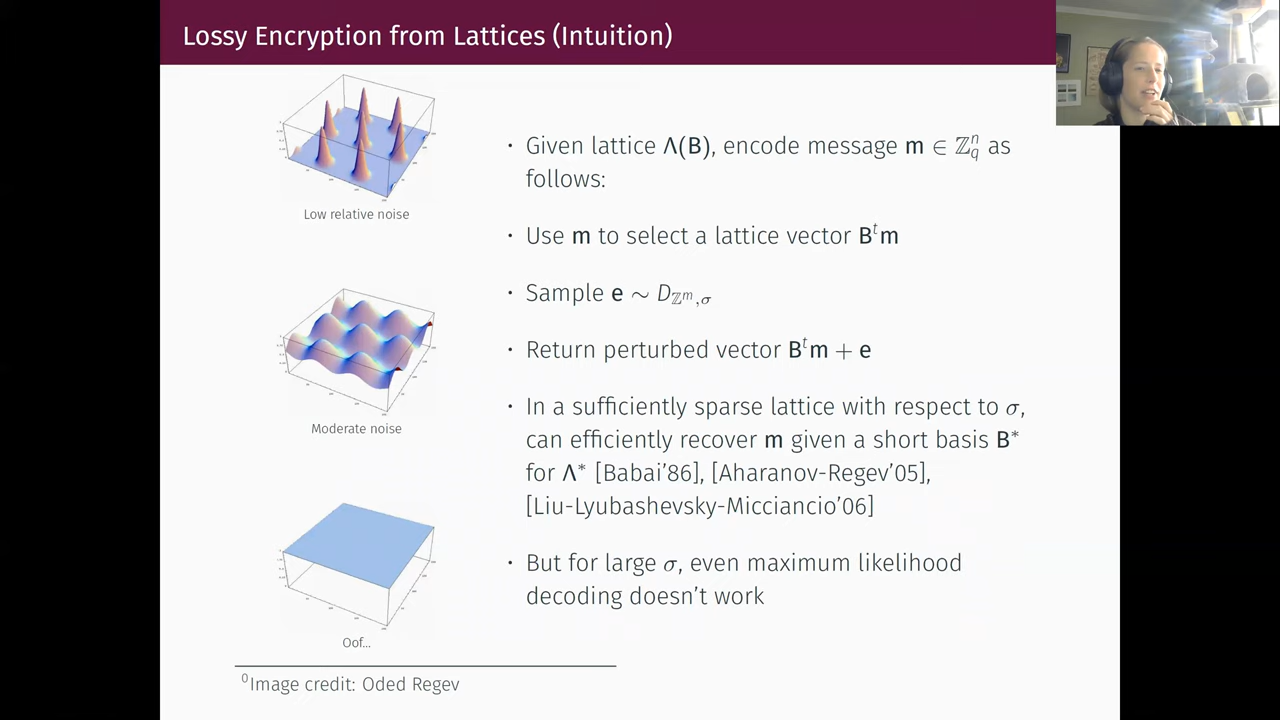 Lossy Encryption from Lattices (Intuition)
Low relative noise
Moderate noise
Oof...
· Given lattice Λ(B), encode message m ∈ ℤ_q^η as
follows:
· Use m to select a lattice vector Bᵗm
· Sample e ∼ D_{ℤ^m,σ}
· Return perturbed vector Bᵗm + e
· In a sufficiently sparse lattice with respect to σ,
can efficiently recover m given a short basis B*
for Λ* [Babai'86], [Aharanov-Regev'05],
[Liu-Lyubashevsky-Micciancio'06]
· But for large σ, even maximum likelihood
decoding doesn't work
⁰Image credit: Oded Regev